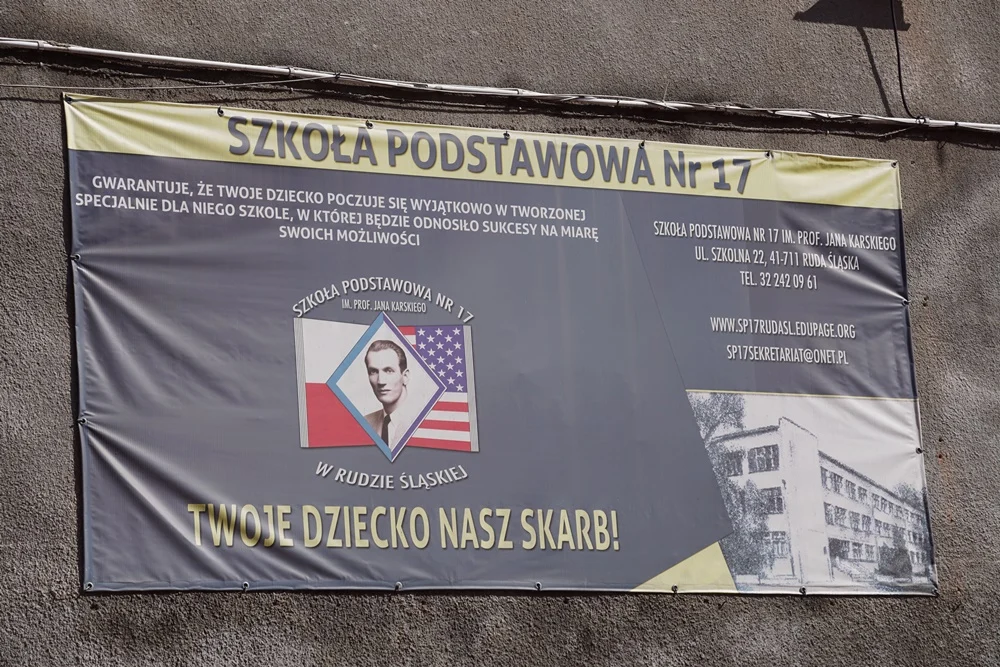 SZKOŁA PODSTAWOWA Nr 17
GWARANTUJE, ŻE TWOJE DZIECKO POCZUJE SIĘ WYJĄTKOWO W TWORZONEJ
SPECJALNIE DLA NIEGO SZKOLE, W KTÓREJ BĘDZIE ODNOSIŁO SUKCESY NA MIARĘ
SWOICH MOŻLIWOŚCI
SZKOŁA PODSTAWOWA NR 17
IM. PROF. JANA KARSKIEGO
W RUDZIE ŚLĄSKIEJ
TWOJE DZIECKO NASZ SKARB!
SZKOŁA PODSTAWOWA NR 17 IM. PROF. JANA KARSKIEGO
UL. SZKOLNA 22, 41-711 RUDA ŚLĄSKA
TEL. 32 242 09 61
WWW.SP17RUDASL.EDUPAGE.ORG
SP17SEKRETARIAT@ONET.PL